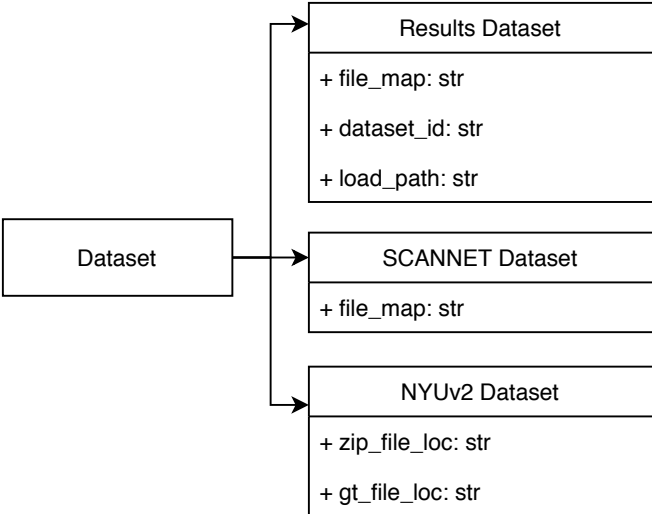 Results Dataset
+ file_map: str
+ dataset_id: str
+ load_path: str
Dataset
SCANNET Dataset
+ file_map: str
NYUv2 Dataset
+ zip_file_loc: str
+ gt_file_loc: str